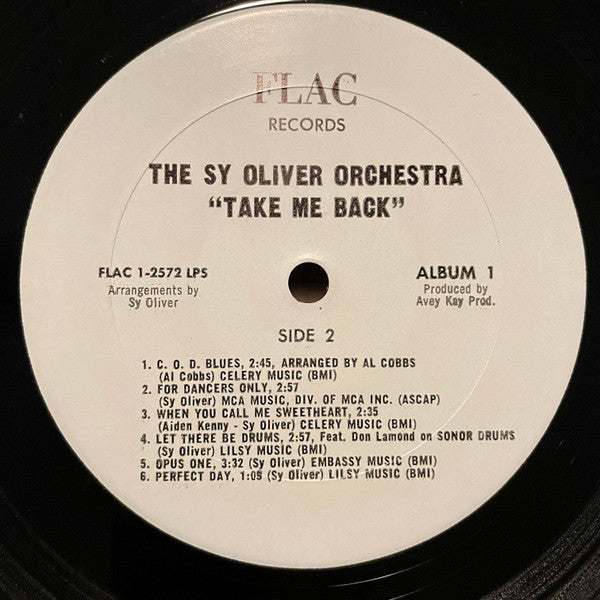 FLAC
RECORDS
THE SY OLIVER ORCHESTRA
“TAKE ME BACK”
FLAC 1-2572 LPS
Arrangements by
Sy Oliver
ALBUM 1
Produced by
Avey Kay Prod.
SIDE 2
1. C. O. D. BLUES, 2:45, ARRANGED BY AL COBBS
(Al Cobbs) CELERY MUSIC (BMI)
2. FOR DANCERS ONLY, 2:57
(Sy Oliver) MCA MUSIC, DIV. OF MCA INC. (ASCAP)
3. WHEN YOU CALL ME SWEETHEART, 2:35
(Aiden Kenny - Sy Oliver) CELERY MUSIC (BMI)
4. LET THERE BE DRUMS, 2:57, Feat. Don Lamond on SONOR DRUMS
(Sy Oliver) LILSY MUSIC (BMI)
5. OPUS ONE, 3:32 (Sy Oliver) EMBASSY MUSIC (BMI)
6. PERFECT DAY, 1:05 (Sy Oliver) LILSY MUSIC (BMI)